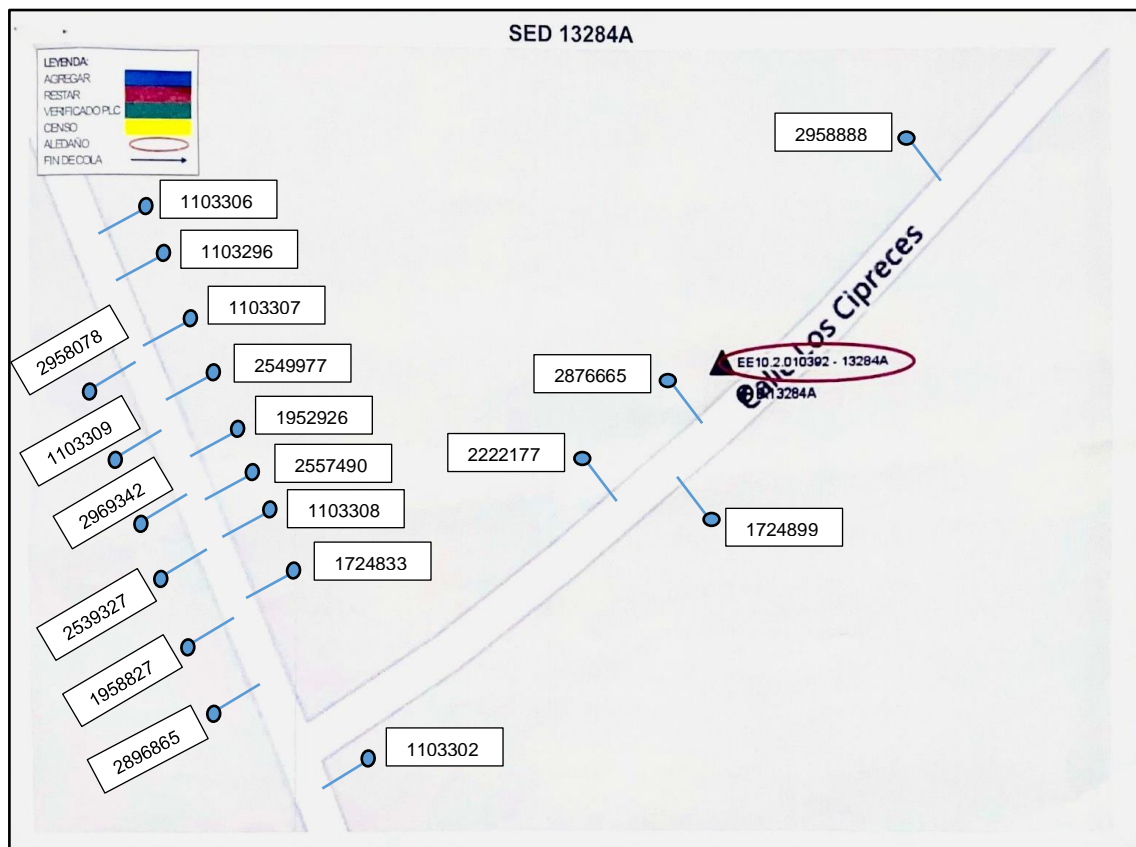 SED 13284A
LEYENDA:
AGREGAR
RESTAR
VERIFICADO PLC
CENSO
ALEDAÑO
FIN DE COLA
2958888
1103306
1103296
1103307
2958078
2549977
Calle Los Cipreces
EE10.2.010392 - 13284A
13284A
2876665
1952926
1103309
2222177
2557490
2969342
1103308
1724899
1724833
2539327
1958827
2896865
1103302